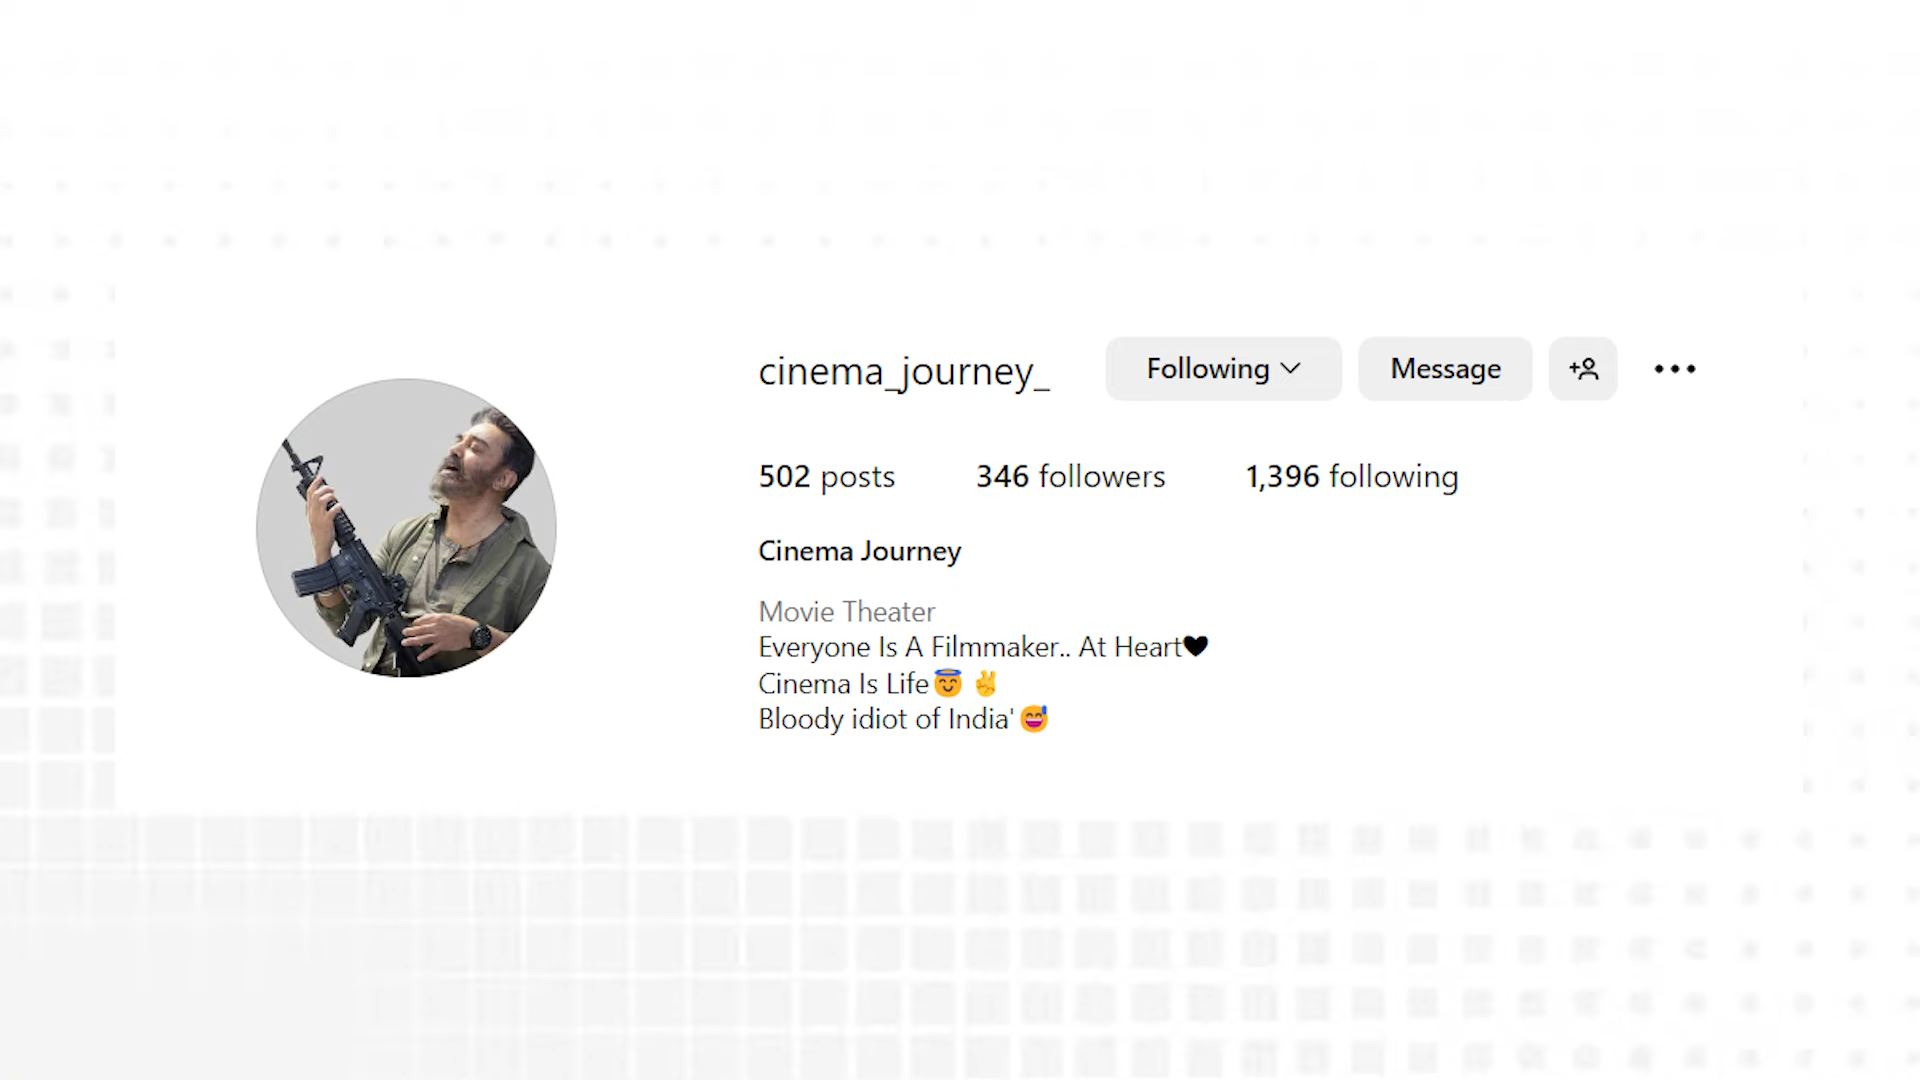 cinema_journey_ Following Message
502 posts 346 followers 1,396 following
Cinema Journey
Movie Theater
Everyone Is A Filmmaker.. At Heart🖤
Cinema Is Life😇 ✌️
Bloody idiot of India'😅